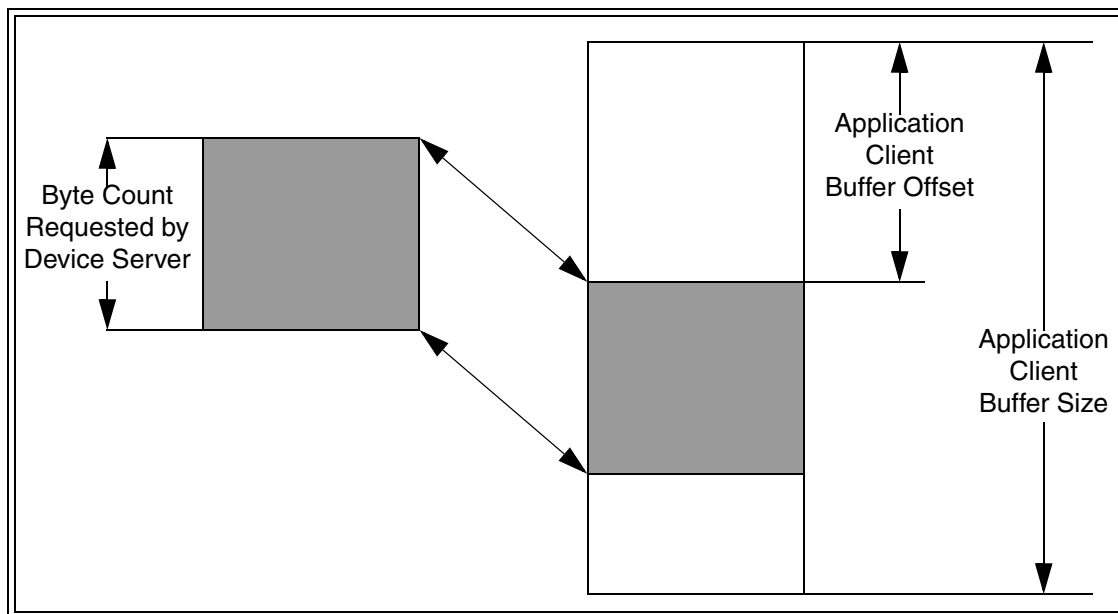 Byte Count
Requested by
Device Server
Application
Client
Buffer Offset
Application
Client
Buffer Size